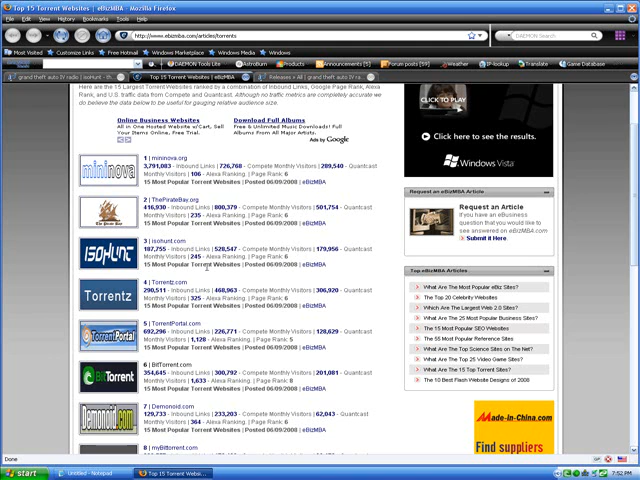 Top 15 Torrent Websites | eBizMBA - Mozilla Firefox
File Edit View History Bookmarks Tools Help
http://www.ebizmba.com/articles/torrents
DAEMON Search
Most Visited Customize Links Free Hotmail Windows Marketplace Windows Media Windows
DAEMON Tools Lite AstroBurn Products Announcements [5] Forum posts [59] Weather IP-lookup Translate Game Database
grand theft auto IV radio | isoHunt - th... Top 15 Torrent Websites | eBizMBA Releases > All | grand theft auto IV ra...
Here are the 15 Largest Torrent Websites ranked by a combination of Inbound Links, Google Page Rank, Alexa
Rank, and U.S. traffic data from Compete and Quantcast. Although no traffic metrics are completely accurate we
do believe the data below to be useful for gauging relative audience size.
Online Business Websites
All in One Hosted Website w/Cart, Sell
Your Items Online, Free Trial.
Download Full Albums
Free & Unlimited Music Downloads! Full
Albums From All Major Artists.
Ads by Google
mininova
1 | mininova.org
3,791,083 - Inbound Links | 726,768 - Compete Monthly Visitors | 289,540 - Quantcast
Monthly Visitors | 106 - Alexa Ranking. | Page Rank: 6
15 Most Popular Torrent Websites | Posted 06/09/2008 | eBizMBA
The Pirate Bay
2 | ThePirateBay.org
416,930 - Inbound Links | 800,379 - Compete Monthly Visitors | 501,754 - Quantcast
Monthly Visitors | 235 - Alexa Ranking. | Page Rank: 6
15 Most Popular Torrent Websites | Posted 06/09/2008 | eBizMBA
isoHunt
3 | isohunt.com
187,755 - Inbound Links | 528,547 - Compete Monthly Visitors | 179,956 - Quantcast
Monthly Visitors | 245 - Alexa Ranking. | Page Rank: 6
15 Most Popular Torrent Websites | Posted 06/09/2008 | eBizMBA
Torrentz
4 | Torrentz.com
290,511 - Inbound Links | 468,963 - Compete Monthly Visitors | 306,920 - Quantcast
Monthly Visitors | 325 - Alexa Ranking. | Page Rank: 6
15 Most Popular Torrent Websites | Posted 06/09/2008 | eBizMBA
TorrentPortal
5 | TorrentPortal.com
692,296 - Inbound Links | 226,771 - Compete Monthly Visitors | 128,629 - Quantcast
Monthly Visitors | 1,128 - Alexa Ranking. | Page Rank: 5
15 Most Popular Torrent Websites | Posted 06/09/2008 | eBizMBA
BitTorrent
6 | BitTorrent.com
354,645 - Inbound Links | 300,792 - Compete Monthly Visitors | 201,081 - Quantcast
Monthly Visitors | 1,633 - Alexa Ranking. | Page Rank: 8
15 Most Popular Torrent Websites | Posted 06/09/2008 | eBizMBA
Demonoid.com
7 | Demonoid.com
129,733 - Inbound Links | 233,203 - Compete Monthly Visitors | 62,043 - Quantcast
Monthly Visitors | 364 - Alexa Ranking. | Page Rank: 6
15 Most Popular Torrent Websites | Posted 06/09/2008 | eBizMBA
8 | myBittorrent.com
CLICK TO PLAY
Click here to see the results.
Windows Vista
Request an eBizMBA Article
Request an Article
If you have an eBusiness
question that you would like to
see answered on eBizMBA.com
Submit it Here
Top eBizMBA Articles
What Are The Most Popular eBiz Sites?
The Top 20 Celebrity Websites
Which Are The Largest Web 2.0 Sites?
What Are The 25 Most Popular Business Sites?
The 15 Most Popular SEO Websites
The 25 Most Popular Reference Sites
What Are The Top Science Sites on The Net?
What Are The Top 25 Video Game Sites?
What Are The 15 Top Torrent Sites?
The 10 Best Flash Website Designs of 2008
Made-in-China.com
Find suppliers
Done
start
Untitled - Notepad
Top 15 Torrent Websi...
7:52 PM